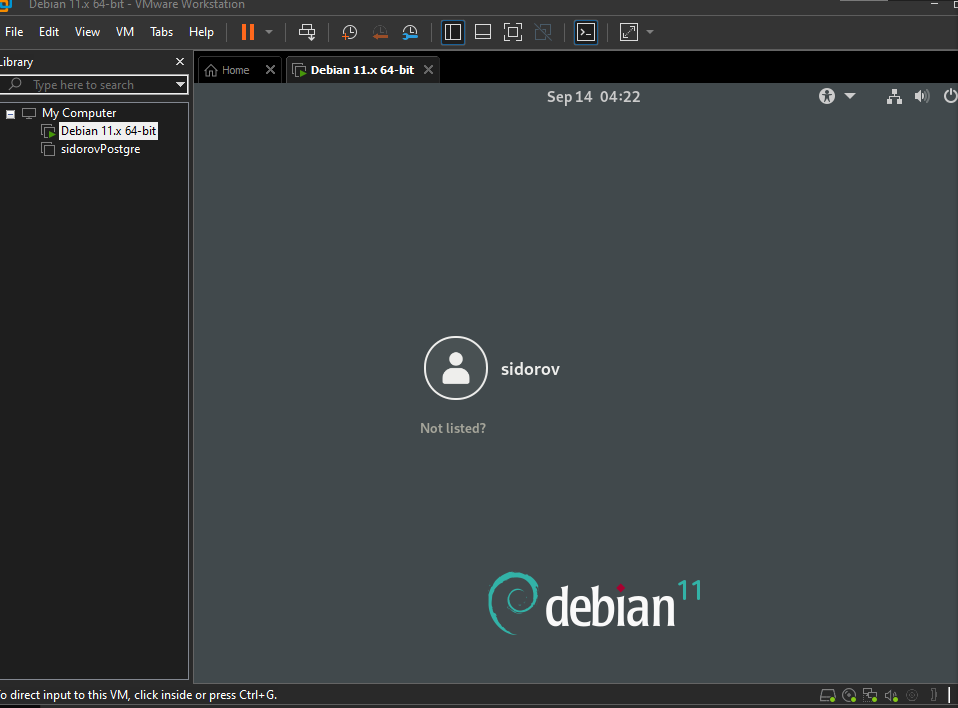 Debian 11.x 64-bit - VMware Workstation
File Edit View VM Tabs Help
Library
Type here to search
My Computer
Debian 11.x 64-bit
sidorovPostgre
Home
Debian 11.x 64-bit
Sep 14 04:22
sidorov
Not listed?
debian 11
To direct input to this VM, click inside or press Ctrl+G.